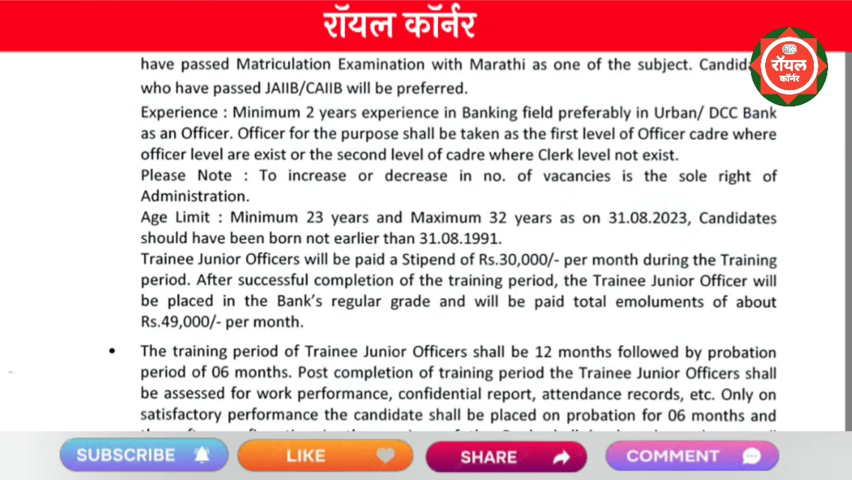 रॉयल कॉर्नर
रॉयल
कॉर्नर
have passed Matriculation Examination with Marathi as one of the subject.
who have passed JAIIB/CAIIB will be preferred.
Experience : Minimum 2 years experience in Banking field preferably in Urban/ DCC Bank
as an Officer. Officer for the purpose shall be taken as the first level of Officer cadre where
officer level are exist or the second level of cadre where Clerk level not exist.
Please Note : To increase or decrease in no. of vacancies is the sole right of
Administration.
Age Limit : Minimum 23 years and Maximum 32 years as on 31.08.2023, Candidates
should have been born not earlier than 31.08.1991.
Trainee Junior Officers will be paid a Stipend of Rs.30,000/- per month during the Training
period. After successful completion of the training period, the Trainee Junior Officer will
be placed in the Bank's regular grade and will be paid total emoluments of about
Rs.49,000/- per month.
• The training period of Trainee Junior Officers shall be 12 months followed by probation
period of 06 months. Post completion of training period the Trainee Junior Officers shall
be assessed for work performance, confidential report, attendance records, etc. Only on
satisfactory performance the candidate shall be placed on probation for 06 months and
SUBSCRIBE
LIKE
SHARE
COMMENT